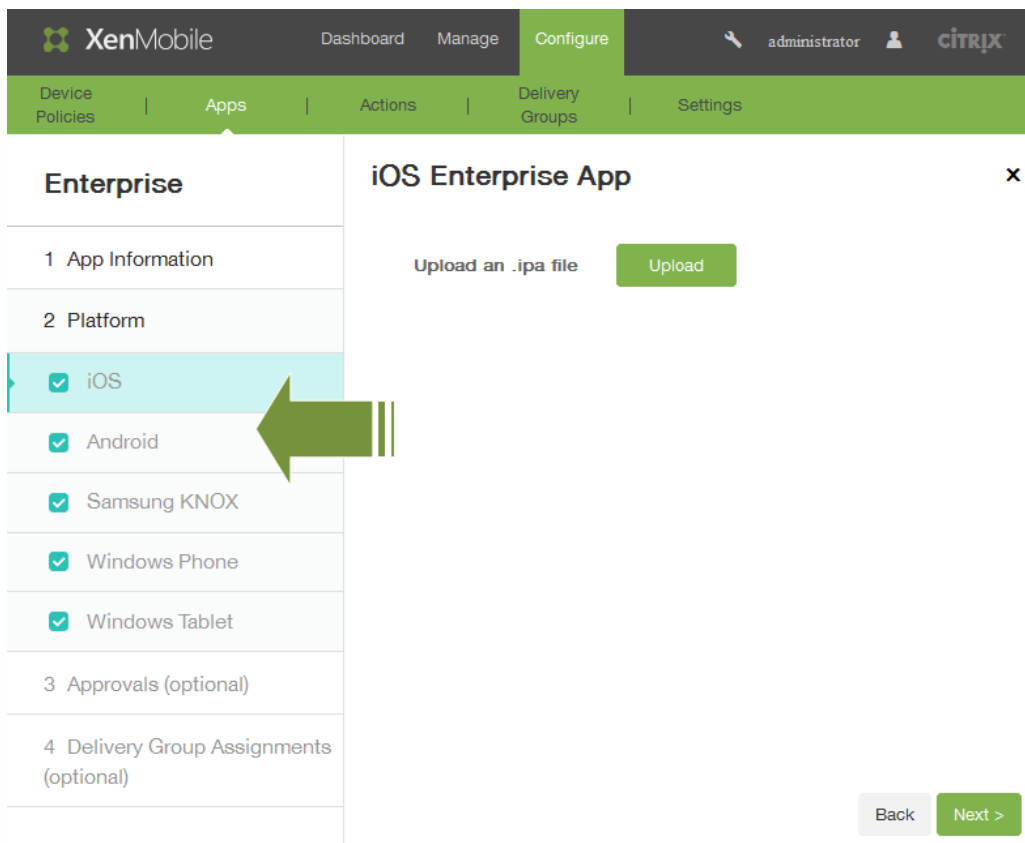 XenMobile
Dashboard
Manage
Configure
administrator
CİTRIX
Device
Policies
|
Apps
|
Actions
|
Delivery
Groups
|
Settings
Enterprise
1 App Information
2 Platform
iOS
Android
Samsung KNOX
Windows Phone
Windows Tablet
3 Approvals (optional)
4 Delivery Group Assignments
(optional)
iOS Enterprise App
×
Upload an .ipa file
Upload
Back
Next >